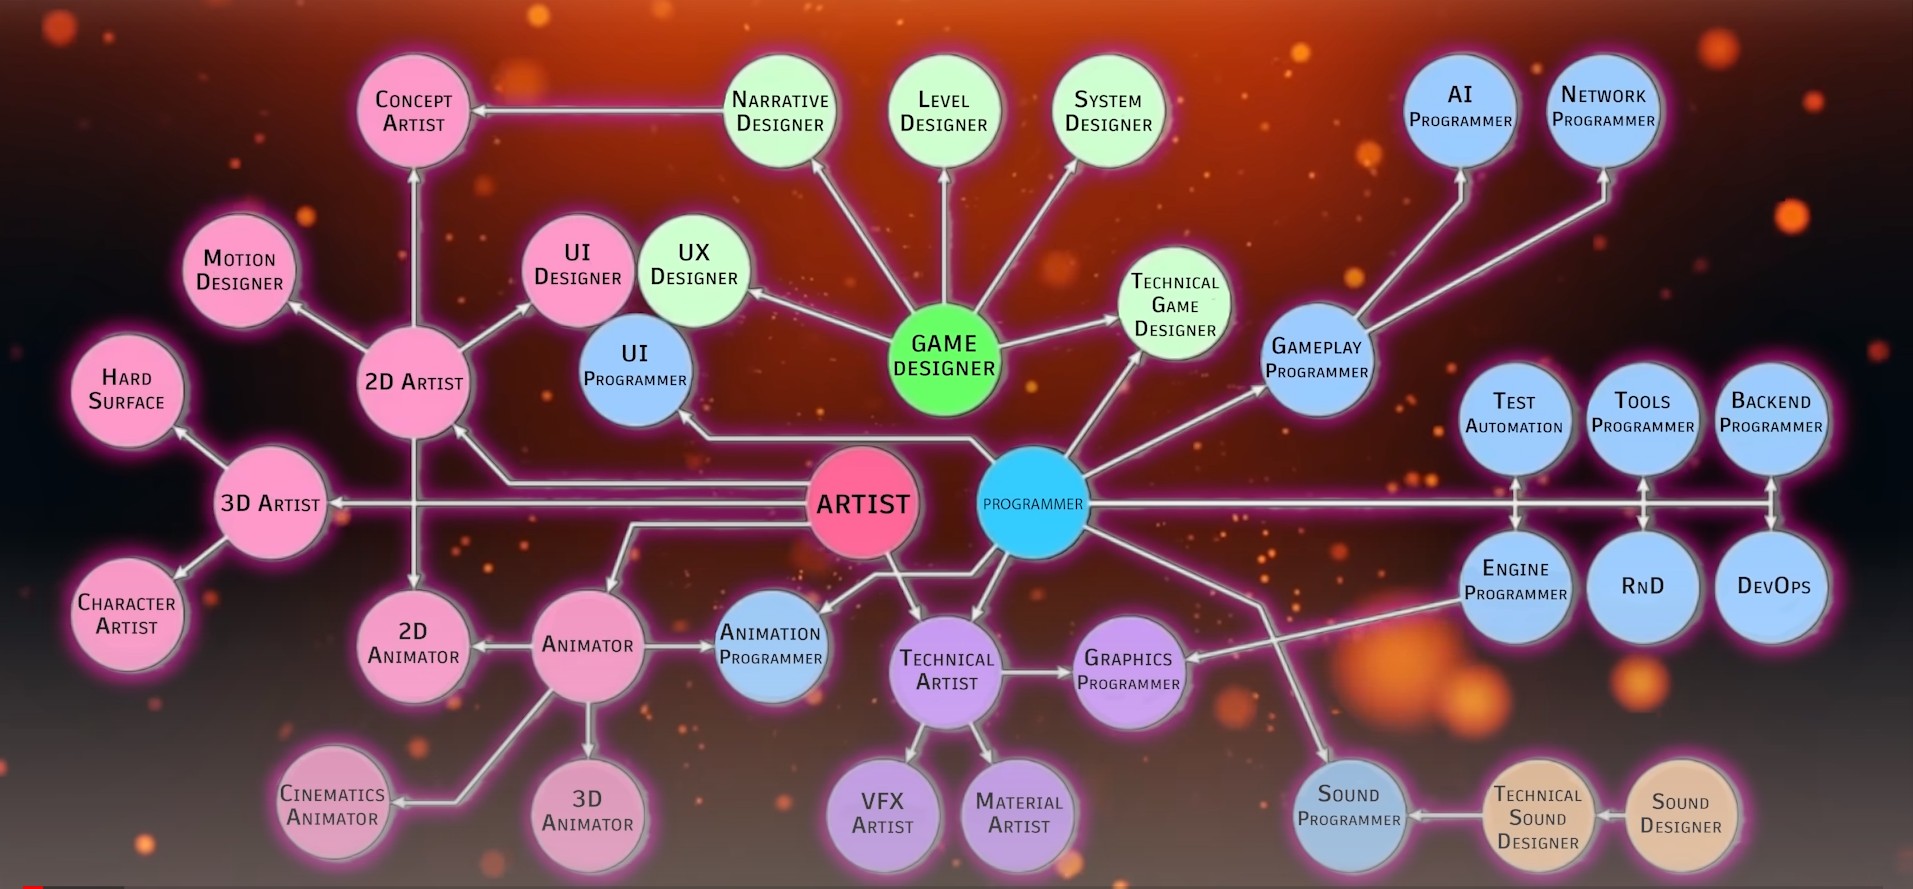 Concept
Artist
Narrative
Designer
Level
Designer
System
Designer
AI
Programmer
Network
Programmer
Motion
Designer
UI
Designer
UX
Designer
Technical
Game
Designer
Hard
Surface
2D Artist
UI
Programmer
GAME
DESIGNER
Gameplay
Programmer
Test
Automation
Tools
Programmer
Backend
Programmer
3D Artist
ARTIST
PROGRAMMER
Character
Artist
2D
Animator
Animator
Animation
Programmer
Technical
Artist
Graphics
Programmer
Engine
Programmer
RnD
DevOps
Cinematics
Animator
3D
Animator
VFX
Artist
Material
Artist
Sound
Programmer
Technical
Sound
Designer
Sound
Designer